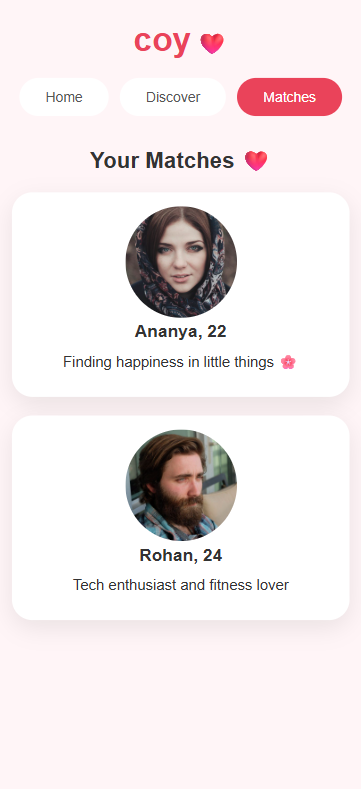 coy ❤️
Home Discover Matches
Your Matches ❤️
Ananya, 22
Finding happiness in little things 🌸
Rohan, 24
Tech enthusiast and fitness lover